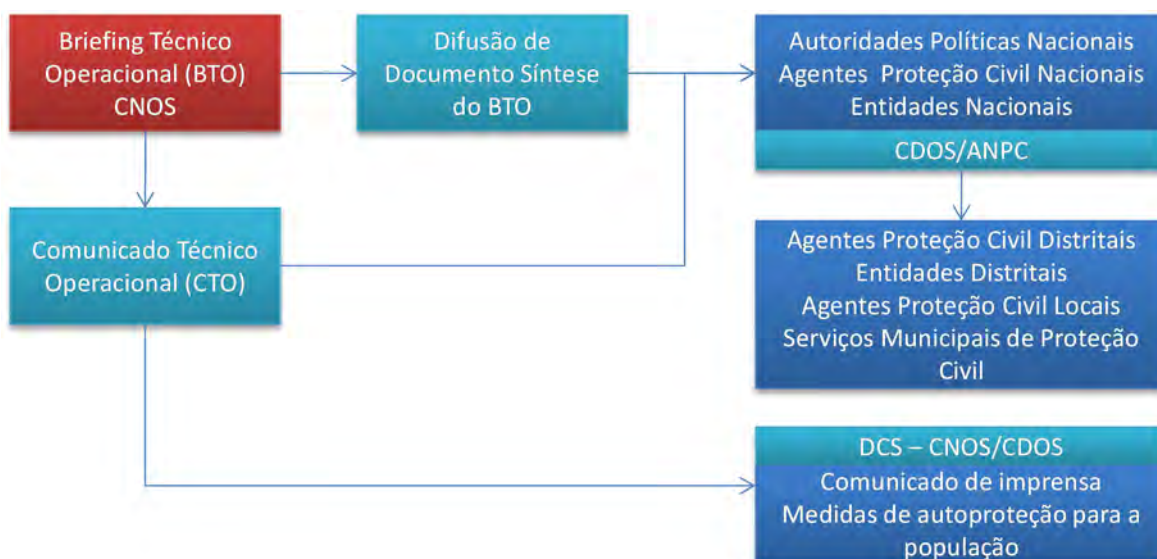 Briefing Técnico
Operacional (BTO)
CNOS
Difusão de
Documento Síntese
do BTO
Autoridades Políticas Nacionais
Agentes Proteção Civil Nacionais
Entidades Nacionais
CDOS/ANPC
Comunicado Técnico
Operacional (CTO)
Agentes Proteção Civil Distritais
Entidades Distritais
Agentes Proteção Civil Locais
Serviços Municipais de Proteção
Civil
DCS – CNOS/CDOS
Comunicado de imprensa
Medidas de autoproteção para a
população